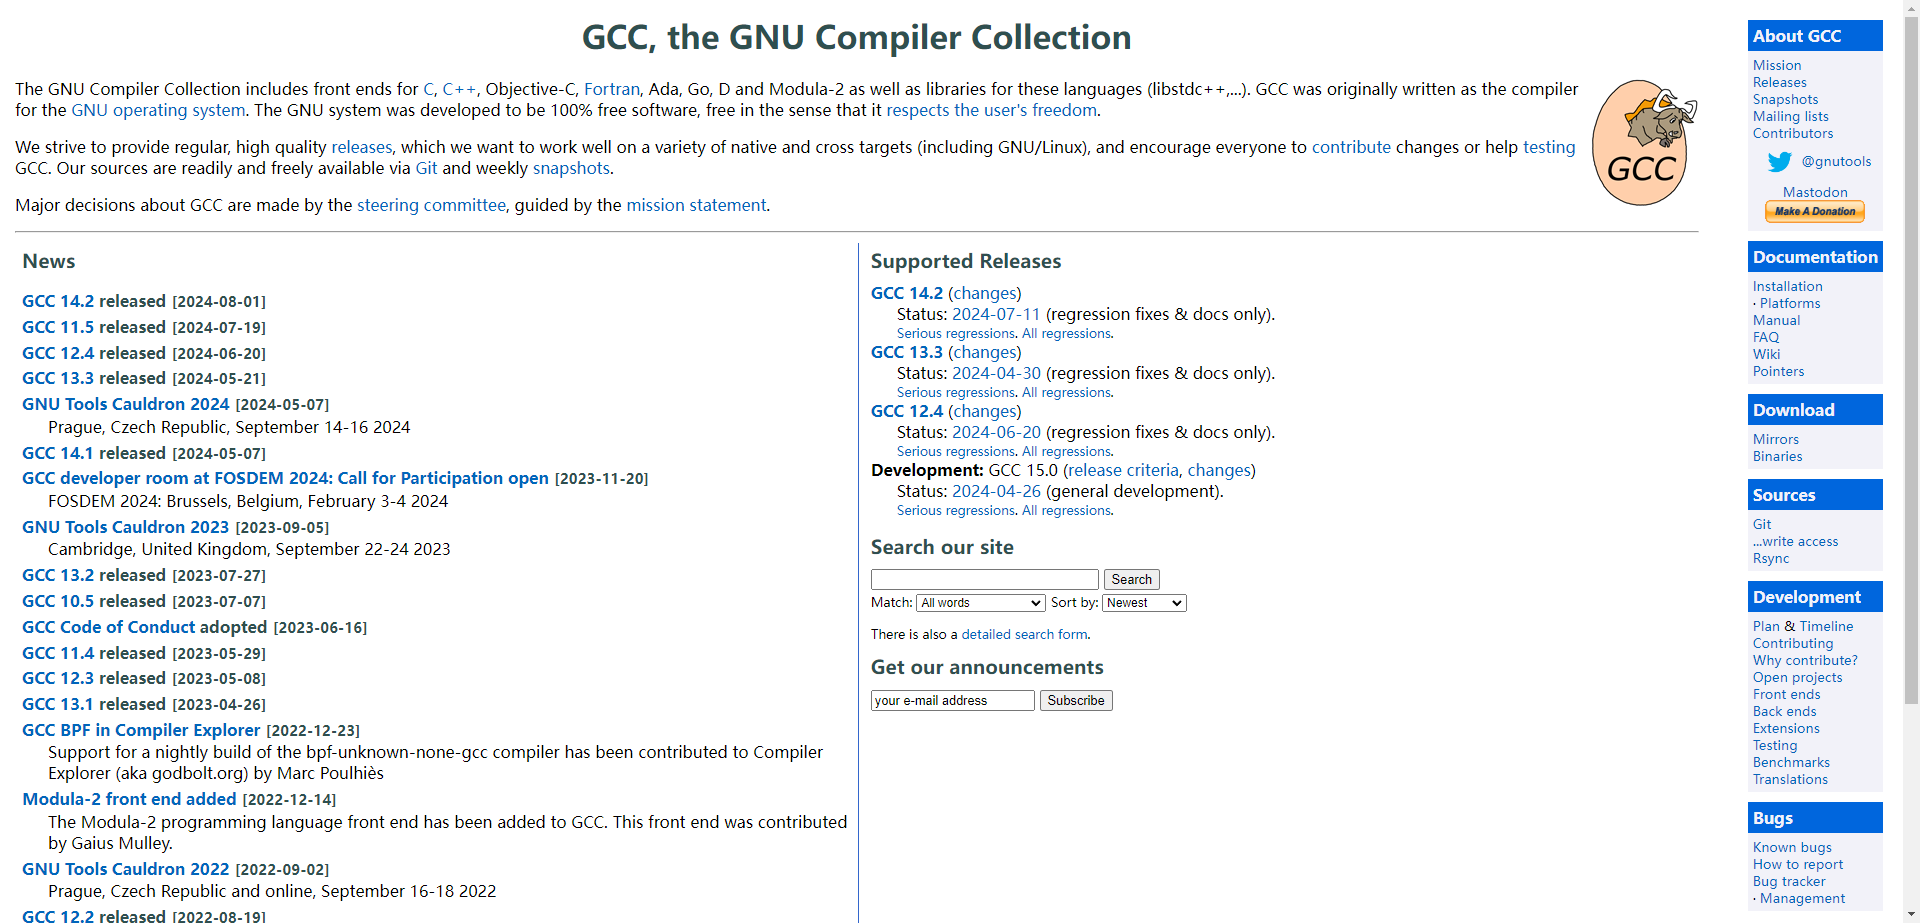 GCC, the GNU Compiler Collection
The GNU Compiler Collection includes front ends for C, C++, Objective-C, Fortran, Ada, Go, D and Modula-2 as well as libraries for these languages (libstdc++,...). GCC was originally written as the compiler
for the GNU operating system. The GNU system was developed to be 100% free software, free in the sense that it respects the user's freedom.
We strive to provide regular, high quality releases, which we want to work well on a variety of native and cross targets (including GNU/Linux), and encourage everyone to contribute changes or help testing
GCC. Our sources are readily and freely available via Git and weekly snapshots.
Major decisions about GCC are made by the steering committee, guided by the mission statement.
GCC
News
GCC 14.2 released [2024-08-01]
GCC 11.5 released [2024-07-19]
GCC 12.4 released [2024-06-20]
GCC 13.3 released [2024-05-21]
GNU Tools Cauldron 2024 [2024-05-07]
Prague, Czech Republic, September 14-16 2024
GCC 14.1 released [2024-05-07]
GCC developer room at FOSDEM 2024: Call for Participation open [2023-11-20]
FOSDEM 2024: Brussels, Belgium, February 3-4 2024
GNU Tools Cauldron 2023 [2023-09-05]
Cambridge, United Kingdom, September 22-24 2023
GCC 13.2 released [2023-07-27]
GCC 10.5 released [2023-07-07]
GCC Code of Conduct adopted [2023-06-16]
GCC 11.4 released [2023-05-29]
GCC 12.3 released [2023-05-08]
GCC 13.1 released [2023-04-26]
GCC BPF in Compiler Explorer [2022-12-23]
Support for a nightly build of the bpf-unknown-none-gcc compiler has been contributed to Compiler
Explorer (aka godbolt.org) by Marc Poulhiès
Modula-2 front end added [2022-12-14]
The Modula-2 programming language front end has been added to GCC. This front end was contributed
by Gaius Mulley.
GNU Tools Cauldron 2022 [2022-09-02]
Prague, Czech Republic and online, September 16-18 2022
GCC 12.2 released [2022-08-19]
Supported Releases
GCC 14.2 (changes)
Status: 2024-07-11 (regression fixes & docs only).
Serious regressions. All regressions.
GCC 13.3 (changes)
Status: 2024-04-30 (regression fixes & docs only).
Serious regressions. All regressions.
GCC 12.4 (changes)
Status: 2024-06-20 (regression fixes & docs only).
Serious regressions. All regressions.
Development: GCC 15.0 (release criteria, changes)
Status: 2024-04-26 (general development).
Serious regressions. All regressions.
Search our site
Search
Match: All words Sort by: Newest
There is also a detailed search form.
Get our announcements
your e-mail address Subscribe
About GCC
Mission
Releases
Snapshots
Mailing lists
Contributors
@gnutools
Mastodon
Make A Donation
Documentation
Installation
· Platforms
Manual
FAQ
Wiki
Pointers
Download
Mirrors
Binaries
Sources
Git
...write access
Rsync
Development
Plan & Timeline
Contributing
Why contribute?
Open projects
Front ends
Back ends
Extensions
Testing
Benchmarks
Translations
Bugs
Known bugs
How to report
Bug tracker
· Management